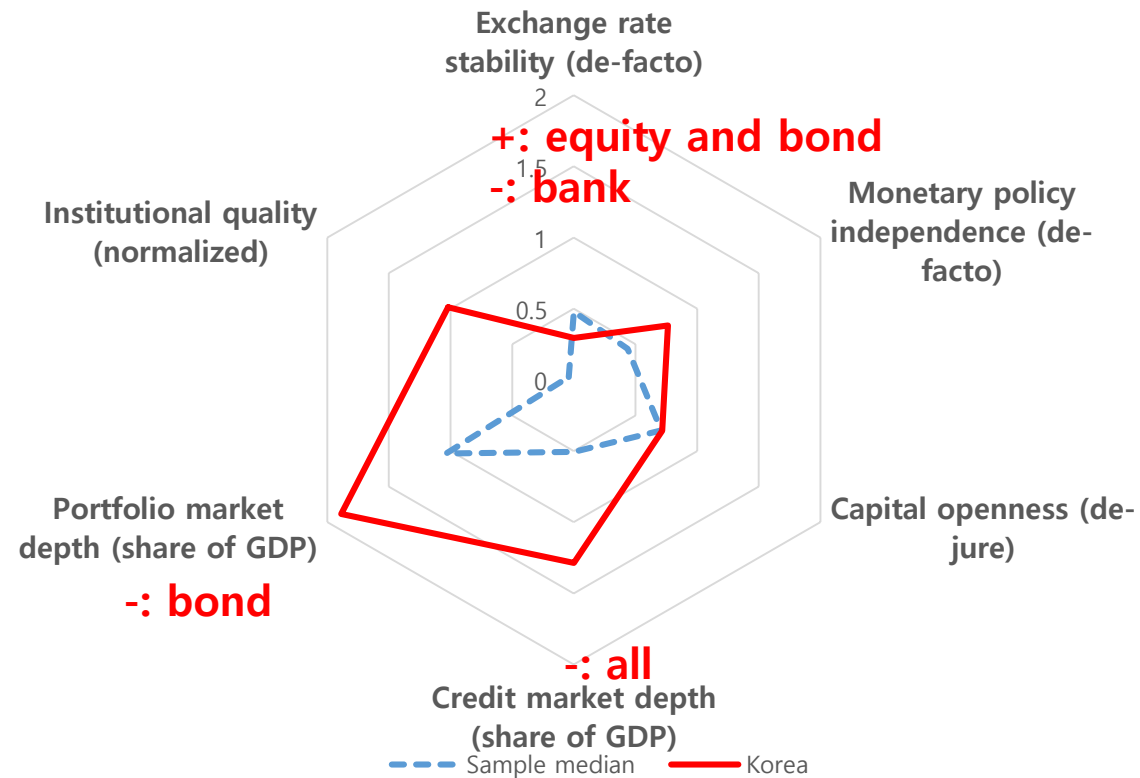 Exchange rate
stability (de-facto)
2
+: equity and bond
1.5
-: bank
Monetary policy
independence (de-
facto)
Institutional quality
(normalized)
1
0.5
0
Capital openness (de-
jure)
Portfolio market
depth (share of GDP)
-: bond
-: all
Credit market depth
(share of GDP)
Sample median
Korea